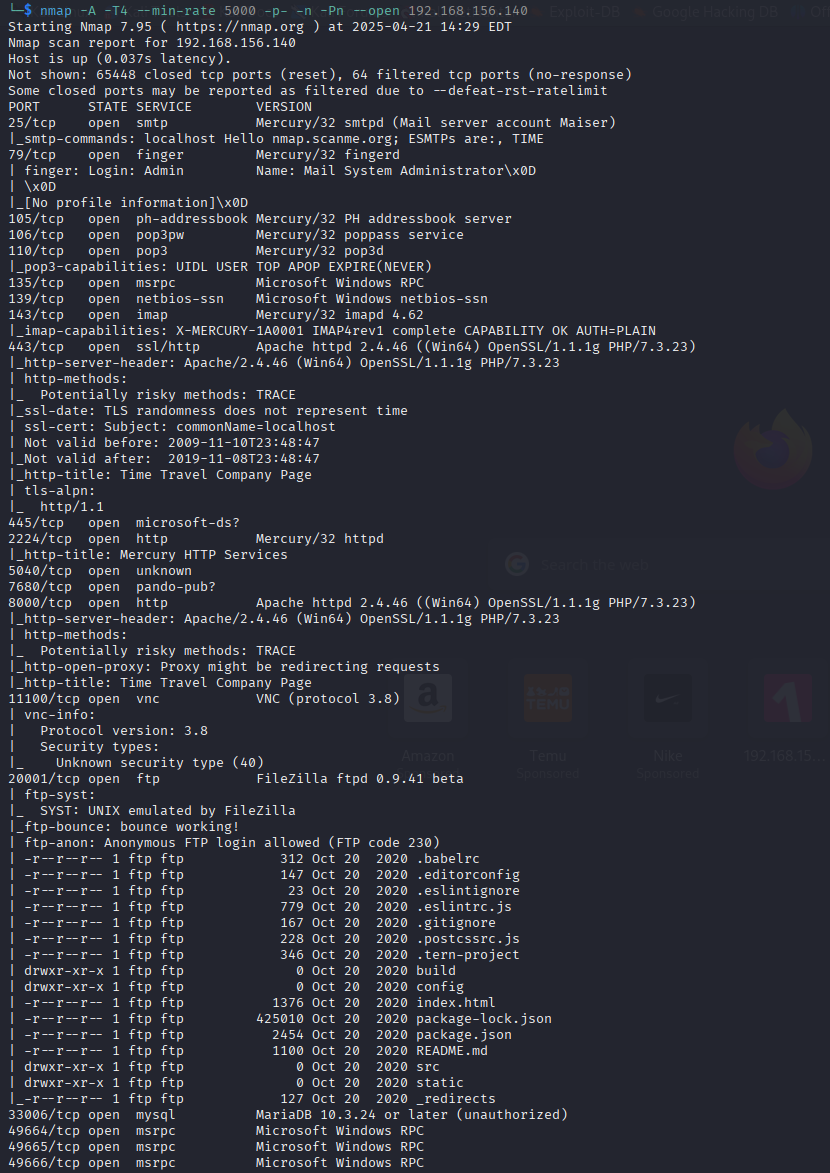 └─$ nmap -A -T4 --min-rate 5000 -p- -n -Pn --open 192.168.156.140
Exploit-DB Google Hacking DB
Starting Nmap 7.95 ( https://nmap.org ) at 2025-04-21 14:29 EDT
Nmap scan report for 192.168.156.140
Host is up (0.037s latency).
Not shown: 65448 closed tcp ports (reset), 64 filtered tcp ports (no-response)
Some closed ports may be reported as filtered due to --defeat-rst-ratelimit
PORT      STATE SERVICE        VERSION
25/tcp    open  smtp           Mercury/32 smtpd (Mail server account Maiser)
|_smtp-commands: localhost Hello nmap.scanme.org; ESMTPs are:, TIME
79/tcp    open  finger         Mercury/32 fingerd
| finger: Login: Admin         Name: Mail System Administrator\x0D
| \x0D
|_[No profile information]\x0D
105/tcp   open  ph-addressbook Mercury/32 PH addressbook server
106/tcp   open  pop3pw         Mercury/32 poppass service
110/tcp   open  pop3           Mercury/32 pop3d
|_pop3-capabilities: UIDL USER TOP APOP EXPIRE(NEVER)
135/tcp   open  msrpc          Microsoft Windows RPC
139/tcp   open  netbios-ssn    Microsoft Windows netbios-ssn
143/tcp   open  imap           Mercury/32 imapd 4.62
|_imap-capabilities: X-MERCURY-1A0001 IMAP4rev1 complete CAPABILITY OK AUTH=PLAIN
443/tcp   open  ssl/http       Apache httpd 2.4.46 ((Win64) OpenSSL/1.1.1g PHP/7.3.23)
|_http-server-header: Apache/2.4.46 (Win64) OpenSSL/1.1.1g PHP/7.3.23
| http-methods:
|_  Potentially risky methods: TRACE
|_ssl-date: TLS randomness does not represent time
| ssl-cert: Subject: commonName=localhost
| Not valid before: 2009-11-10T23:48:47
|_Not valid after:  2019-11-08T23:48:47
|_http-title: Time Travel Company Page
| tls-alpn:
|_  http/1.1
445/tcp   open  microsoft-ds?
2224/tcp  open  http           Mercury/32 httpd
|_http-title: Mercury HTTP Services
Search the web
5040/tcp  open  unknown
7680/tcp  open  pando-pub?
8000/tcp  open  http           Apache httpd 2.4.46 ((Win64) OpenSSL/1.1.1g PHP/7.3.23)
|_http-server-header: Apache/2.4.46 (Win64) OpenSSL/1.1.1g PHP/7.3.23
| http-methods:
|_  Potentially risky methods: TRACE
|_http-open-proxy: Proxy might be redirecting requests
|_http-title: Time Travel Company Page
11100/tcp open  vnc            VNC (protocol 3.8)
| vnc-info:
|   Protocol version: 3.8
|   Security types:
|_    Unknown security type (40)
Amazon Temu Nike 192.168.15...
Sponsored Sponsored
20001/tcp open  ftp            FileZilla ftpd 0.9.41 beta
| ftp-syst:
|_  SYST: UNIX emulated by FileZilla
|_ftp-bounce: bounce working!
| ftp-anon: Anonymous FTP login allowed (FTP code 230)
| -r--r--r-- 1 ftp ftp            312 Oct 20  2020 .babelrc
| -r--r--r-- 1 ftp ftp            147 Oct 20  2020 .editorconfig
| -r--r--r-- 1 ftp ftp             23 Oct 20  2020 .eslintignore
| -r--r--r-- 1 ftp ftp            779 Oct 20  2020 .eslintrc.js
| -r--r--r-- 1 ftp ftp            167 Oct 20  2020 .gitignore
| -r--r--r-- 1 ftp ftp            228 Oct 20  2020 .postcssrc.js
| -r--r--r-- 1 ftp ftp            346 Oct 20  2020 .tern-project
| drwxr-xr-x 1 ftp ftp              0 Oct 20  2020 build
| drwxr-xr-x 1 ftp ftp              0 Oct 20  2020 config
| -r--r--r-- 1 ftp ftp           1376 Oct 20  2020 index.html
| -r--r--r-- 1 ftp ftp         425010 Oct 20  2020 package-lock.json
| -r--r--r-- 1 ftp ftp           2454 Oct 20  2020 package.json
| -r--r--r-- 1 ftp ftp           1100 Oct 20  2020 README.md
| drwxr-xr-x 1 ftp ftp              0 Oct 20  2020 src
| drwxr-xr-x 1 ftp ftp              0 Oct 20  2020 static
|_-r--r--r-- 1 ftp ftp            127 Oct 20  2020 _redirects
33006/tcp open  mysql          MariaDB 10.3.24 or later (unauthorized)
49664/tcp open  msrpc          Microsoft Windows RPC
49665/tcp open  msrpc          Microsoft Windows RPC
49666/tcp open  msrpc          Microsoft Windows RPC